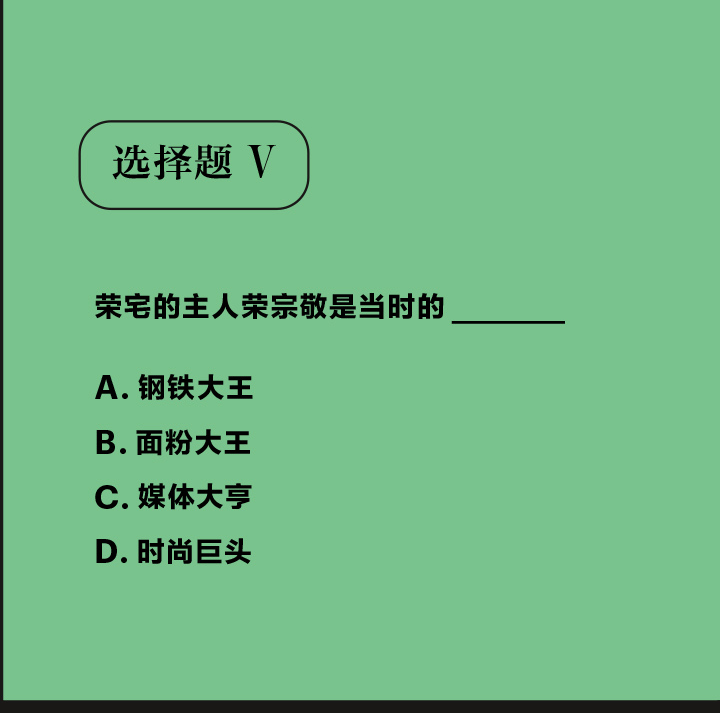 选择题 V
荣宅的主人荣宗敬是当时的 ________
A. 钢铁大王
B. 面粉大王
C. 媒体大亨
D. 时尚巨头